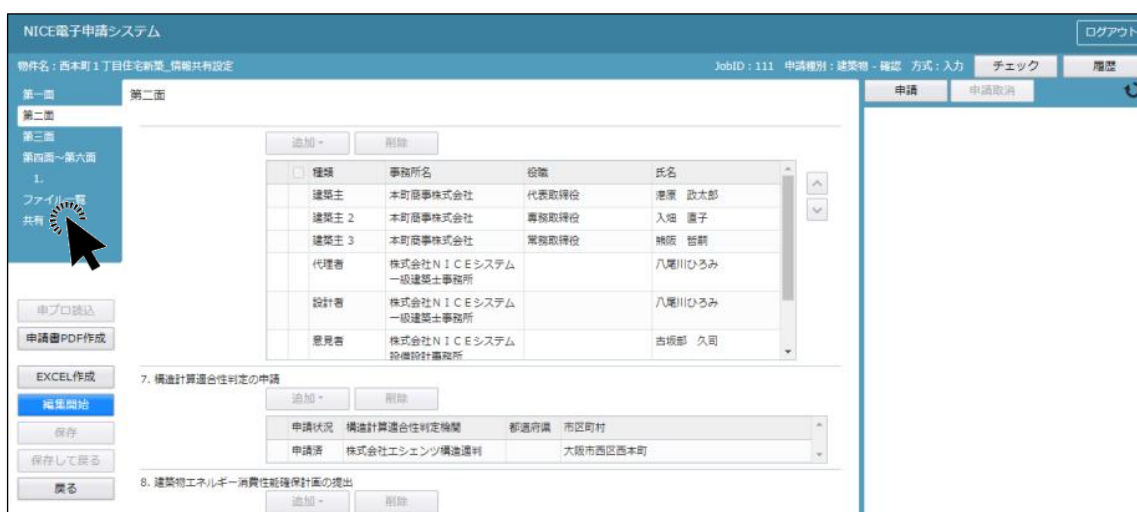 NICE電子申請システム
ログアウト
物件名：西本町1丁目住宅新築_情報共有設定
JobID：111 申請種別：建築物 - 確認 方式：入力
チェック
履歴
第一面
第二面
第三面
第四面～第六面
1.
ファイル一覧
共有
申プロ読込
申請書PDF作成
EXCEL作成
編集開始
保存
保存して戻る
戻る
第二面
追加 削除
種類 事務所名 役職 氏名
建築主 本町商事株式会社 代表取締役 政太郎
建築主 2 本町商事株式会社 専務取締役 入畑 直子
建築主 3 本町商事株式会社 常務取締役
代理者 株式会社ＮＩＣＥシステム 八尾川ひろみ
一級建築士事務所
設計者 株式会社ＮＩＣＥシステム 八尾川ひろみ
一級建築士事務所
意見者 株式会社ＮＩＣＥシステム 吉坂部 久司
設備設計事務所
7. 構造計算適合性判定の申請
追加 削除
申請状況 構造計算適合性判定機関 都道府県 市区町村
申請済 株式会社エシェンツ構造適判 大阪市西区西本町
8. 建築物エネルギー消費性能確保計画の提出
追加 削除
申請 申請取消